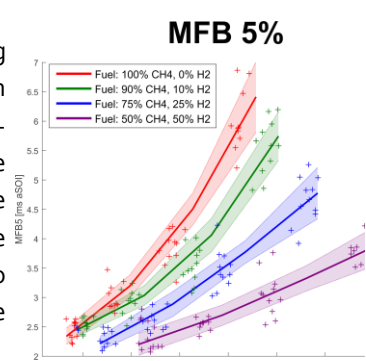 MFB 5%
Fuel: 100% CH4, 0% H2
Fuel: 90% CH4, 10% H2
Fuel: 75% CH4, 25% H2
Fuel: 50% CH4, 50% H2
MFB5 [ms aSOI]
7
6.5
6
5.5
5
4.5
4
3.5
3
2.5
2